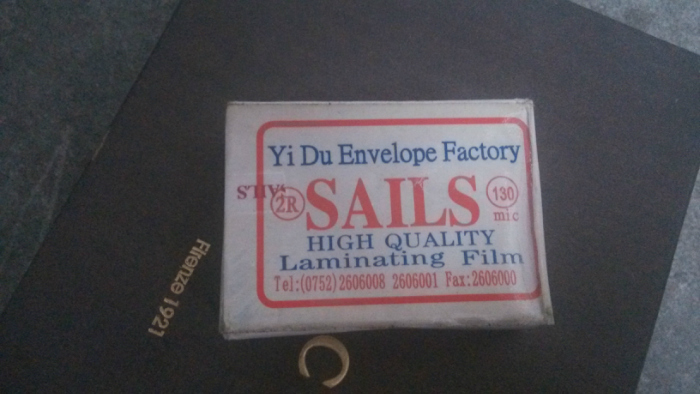 Yi Du Envelope Factory
SAILS
2R
SAILS
130
mic
HIGH QUALITY
Laminating Film
Tel:(0752)2606008 2606001 Fax:2606000
Firenze 1921